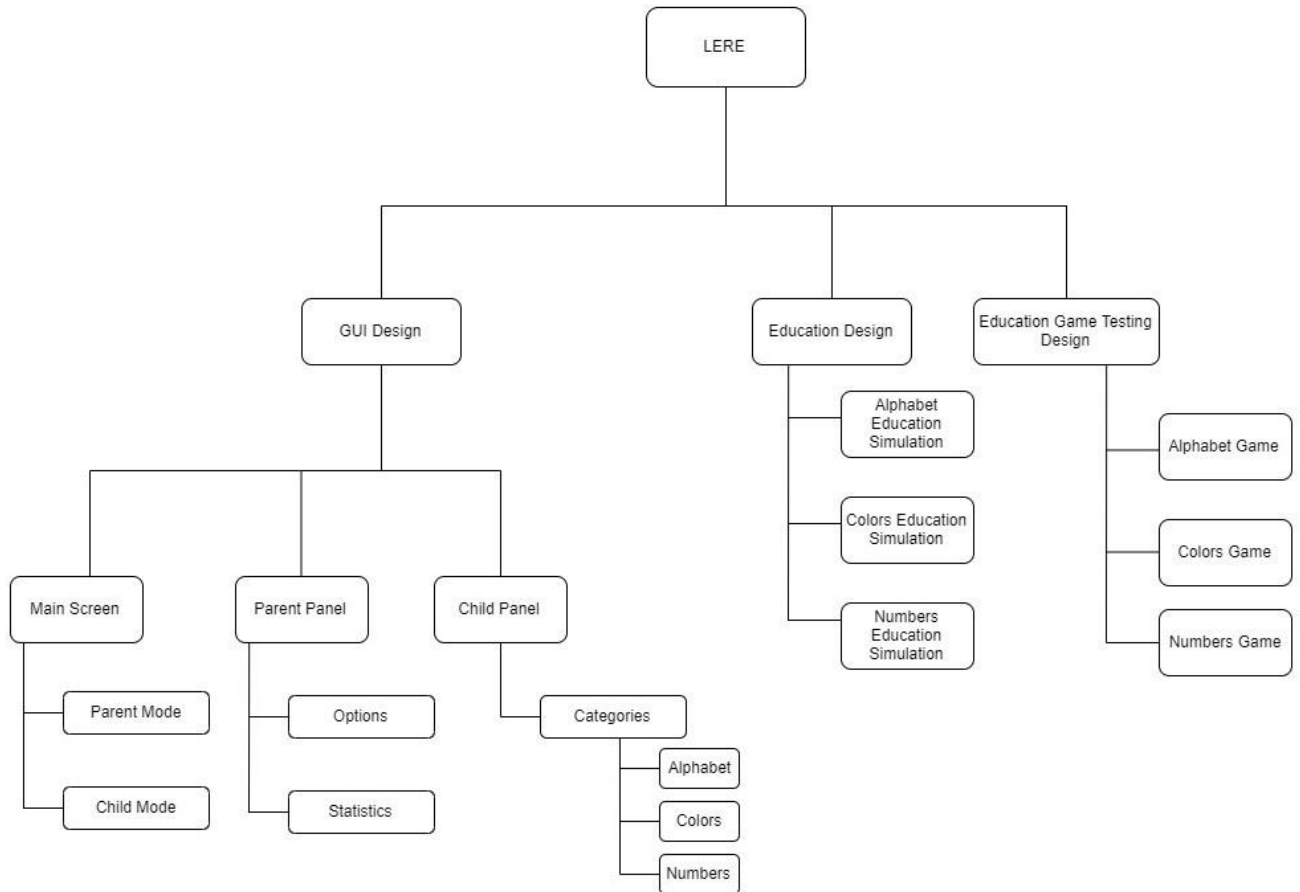 LERE
GUI Design
Education Design
Education Game Testing
Design
Alphabet
Education
Simulation
Colors Education
Simulation
Numbers
Education
Simulation
Alphabet Game
Colors Game
Numbers Game
Main Screen
Parent Panel
Child Panel
Parent Mode
Child Mode
Options
Statistics
Categories
Alphabet
Colors
Numbers